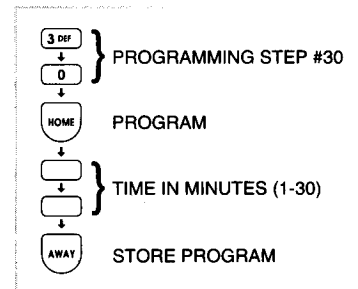 3 DEF
0
PROGRAMMING STEP #30
HOME
PROGRAM
TIME IN MINUTES (1-30)
AWAY
STORE PROGRAM